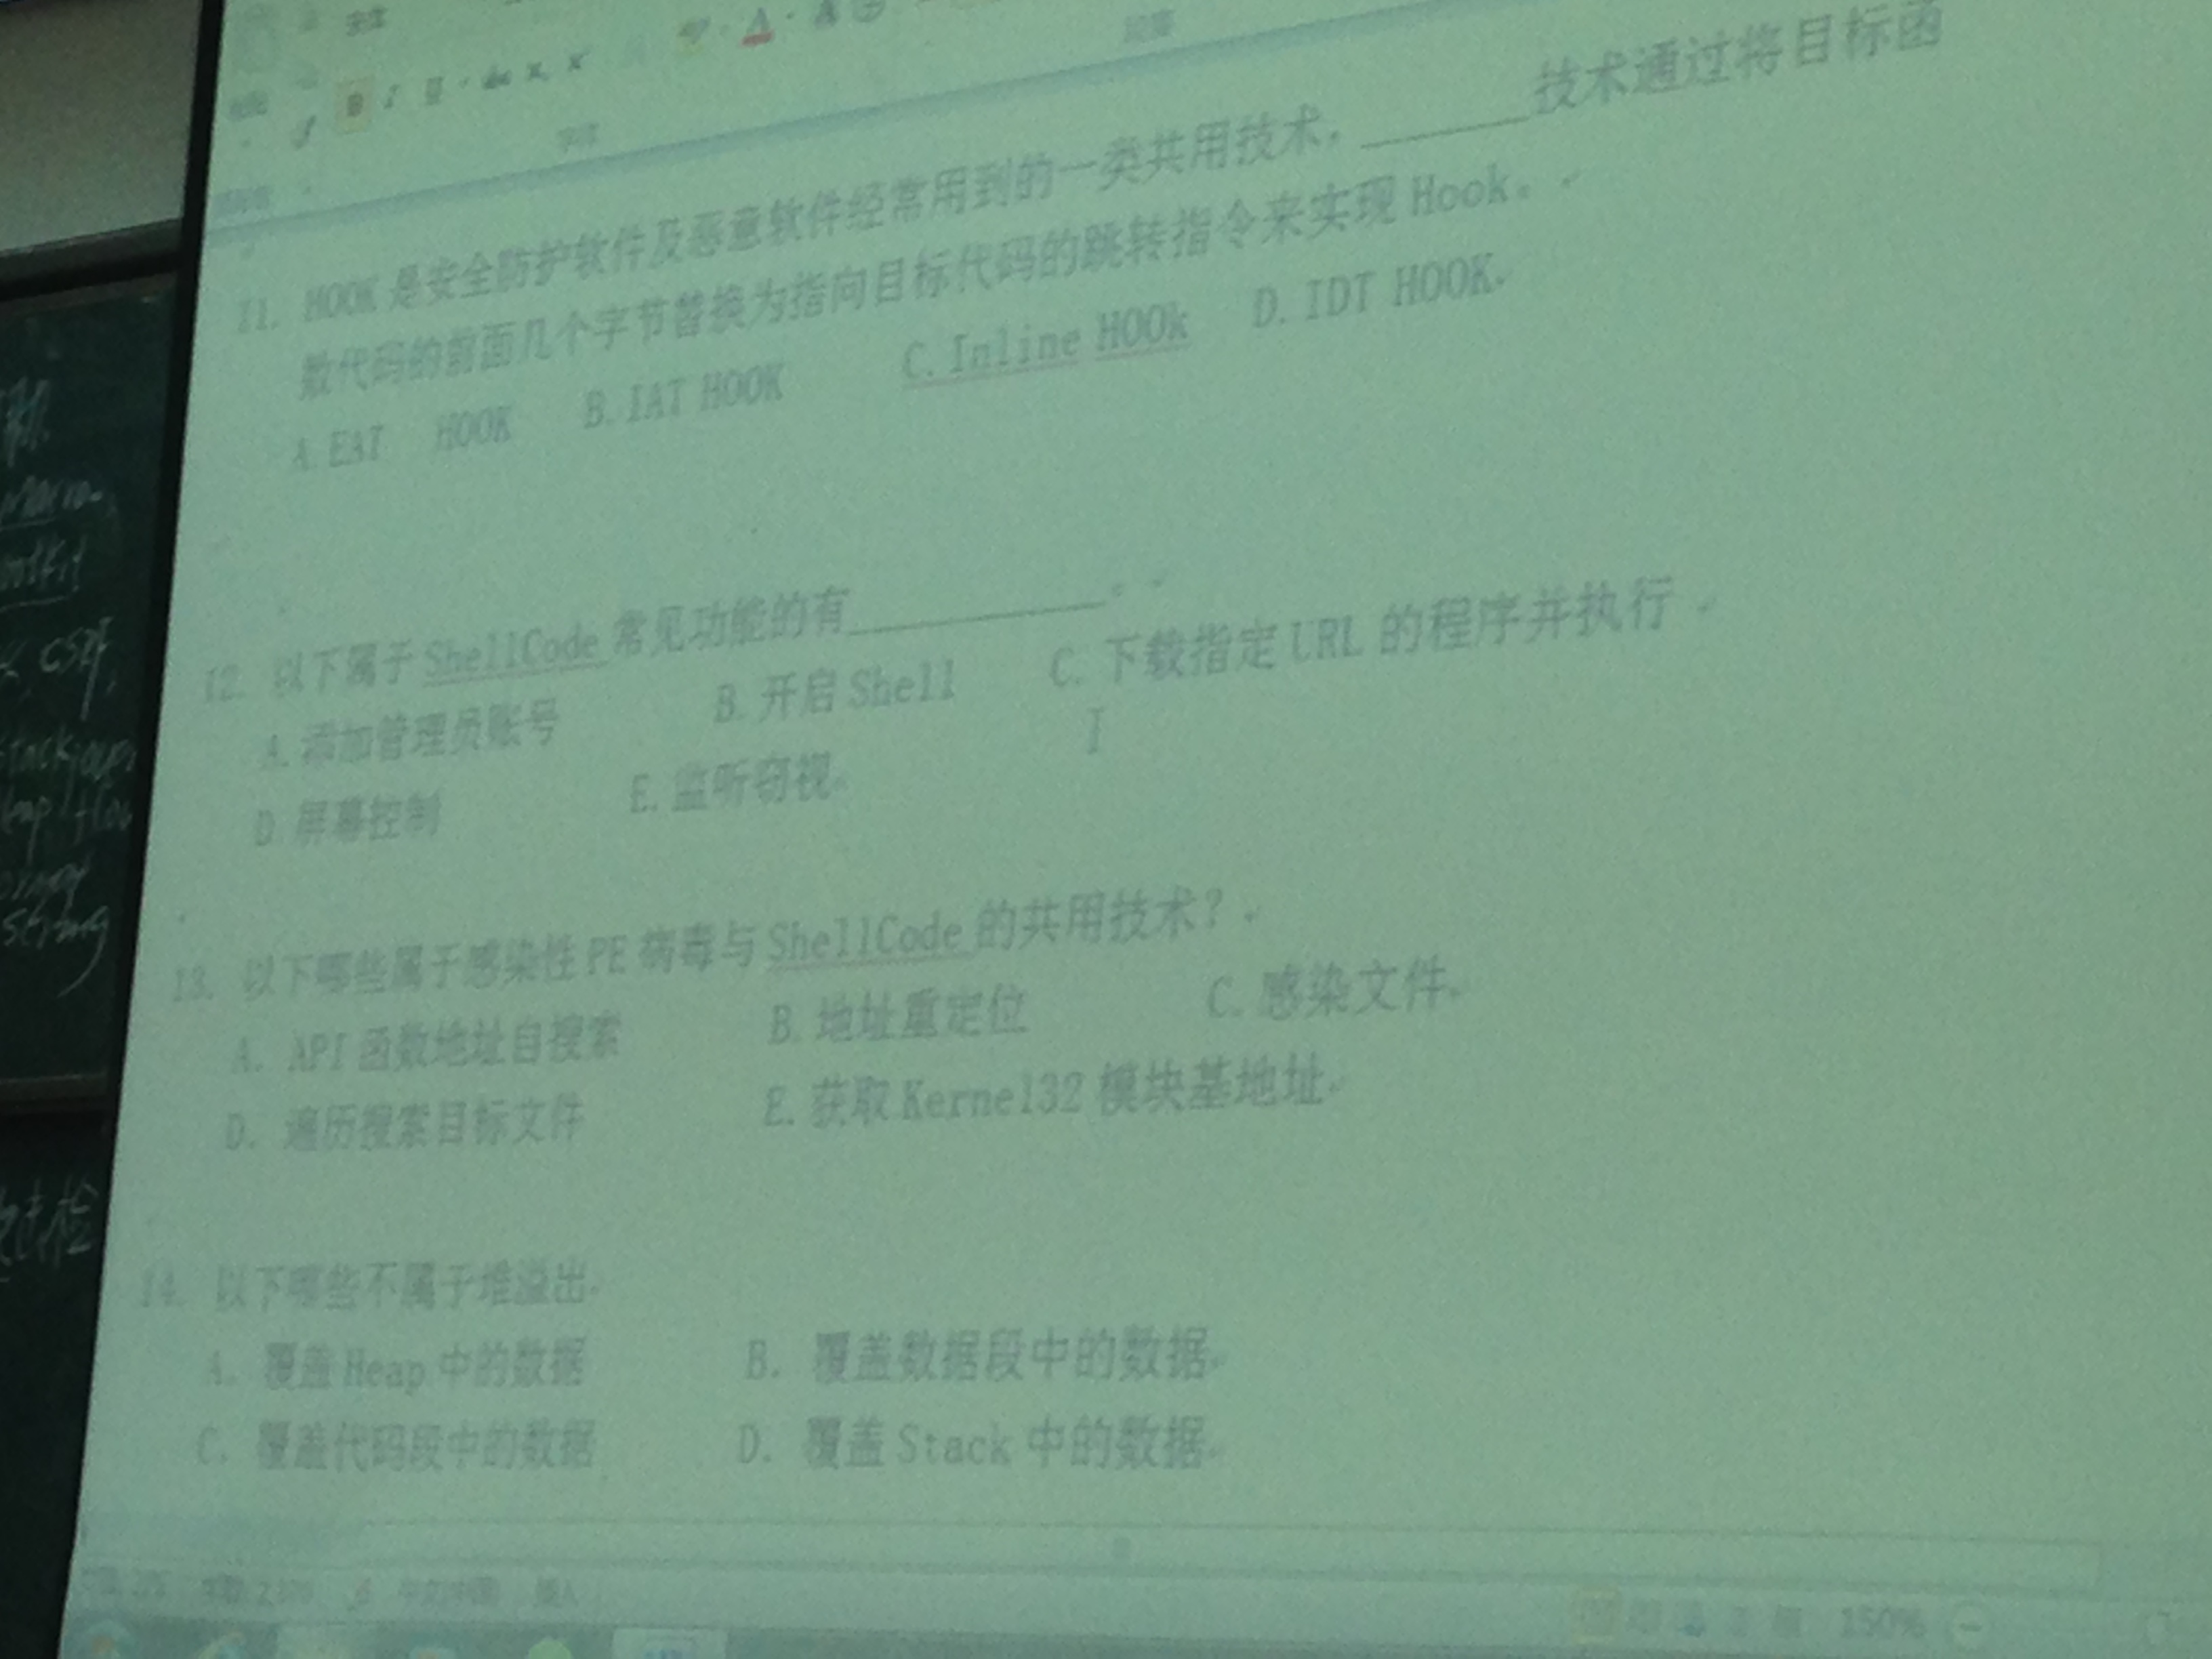 字体
B I U abc X X A A
字体
段落
11. HOOK 是安全防护软件及恶意软件经常用到的一类共用技术，______技术通过将目标函
数代码的前面几个字节替换为指向目标代码的跳转指令来实现 Hook。
A.EAT HOOK B.IAT HOOK C.Inline HOOk D.IDT HOOK
12. 以下属于 ShellCode 常见功能的有__________。
A.添加管理员账号 B.开启 Shell C.下载指定 URL 的程序并执行
D.屏幕控制 E.监听窃视
13. 以下哪些属于感染性 PE 病毒与 ShellCode 的共用技术？
A. API 函数地址自搜索 B.地址重定位 C.感染文件
D. 遍历搜索目标文件 E.获取 Kernel32 模块基地址
14. 以下哪些不属于堆溢出
A. 覆盖 Heap 中的数据 B. 覆盖数据段中的数据
C. 覆盖代码段中的数据 D. 覆盖 Stack 中的数据
插入
150%
CSRF,
string